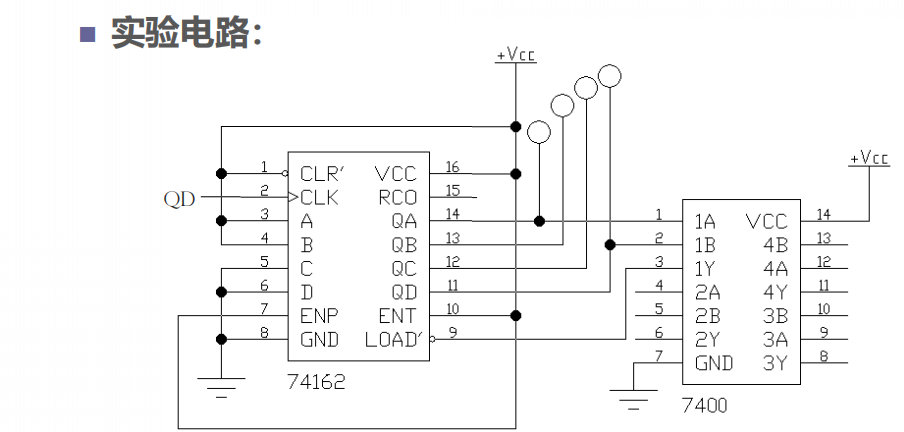 ■ 实验电路：
+Vcc
+Vcc
QD
1 CLR' VCC 16
2 CLK RCO 15
3 A QA 14
4 B QB 13
5 C QC 12
6 D QD 11
7 ENP ENT 10
8 GND LOAD' 9
74162
1 1A VCC 14
2 1B 4B 13
3 1Y 4A 12
4 2A 4Y 11
5 2B 3B 10
6 2Y 3A 9
7 GND 3Y 8
7400